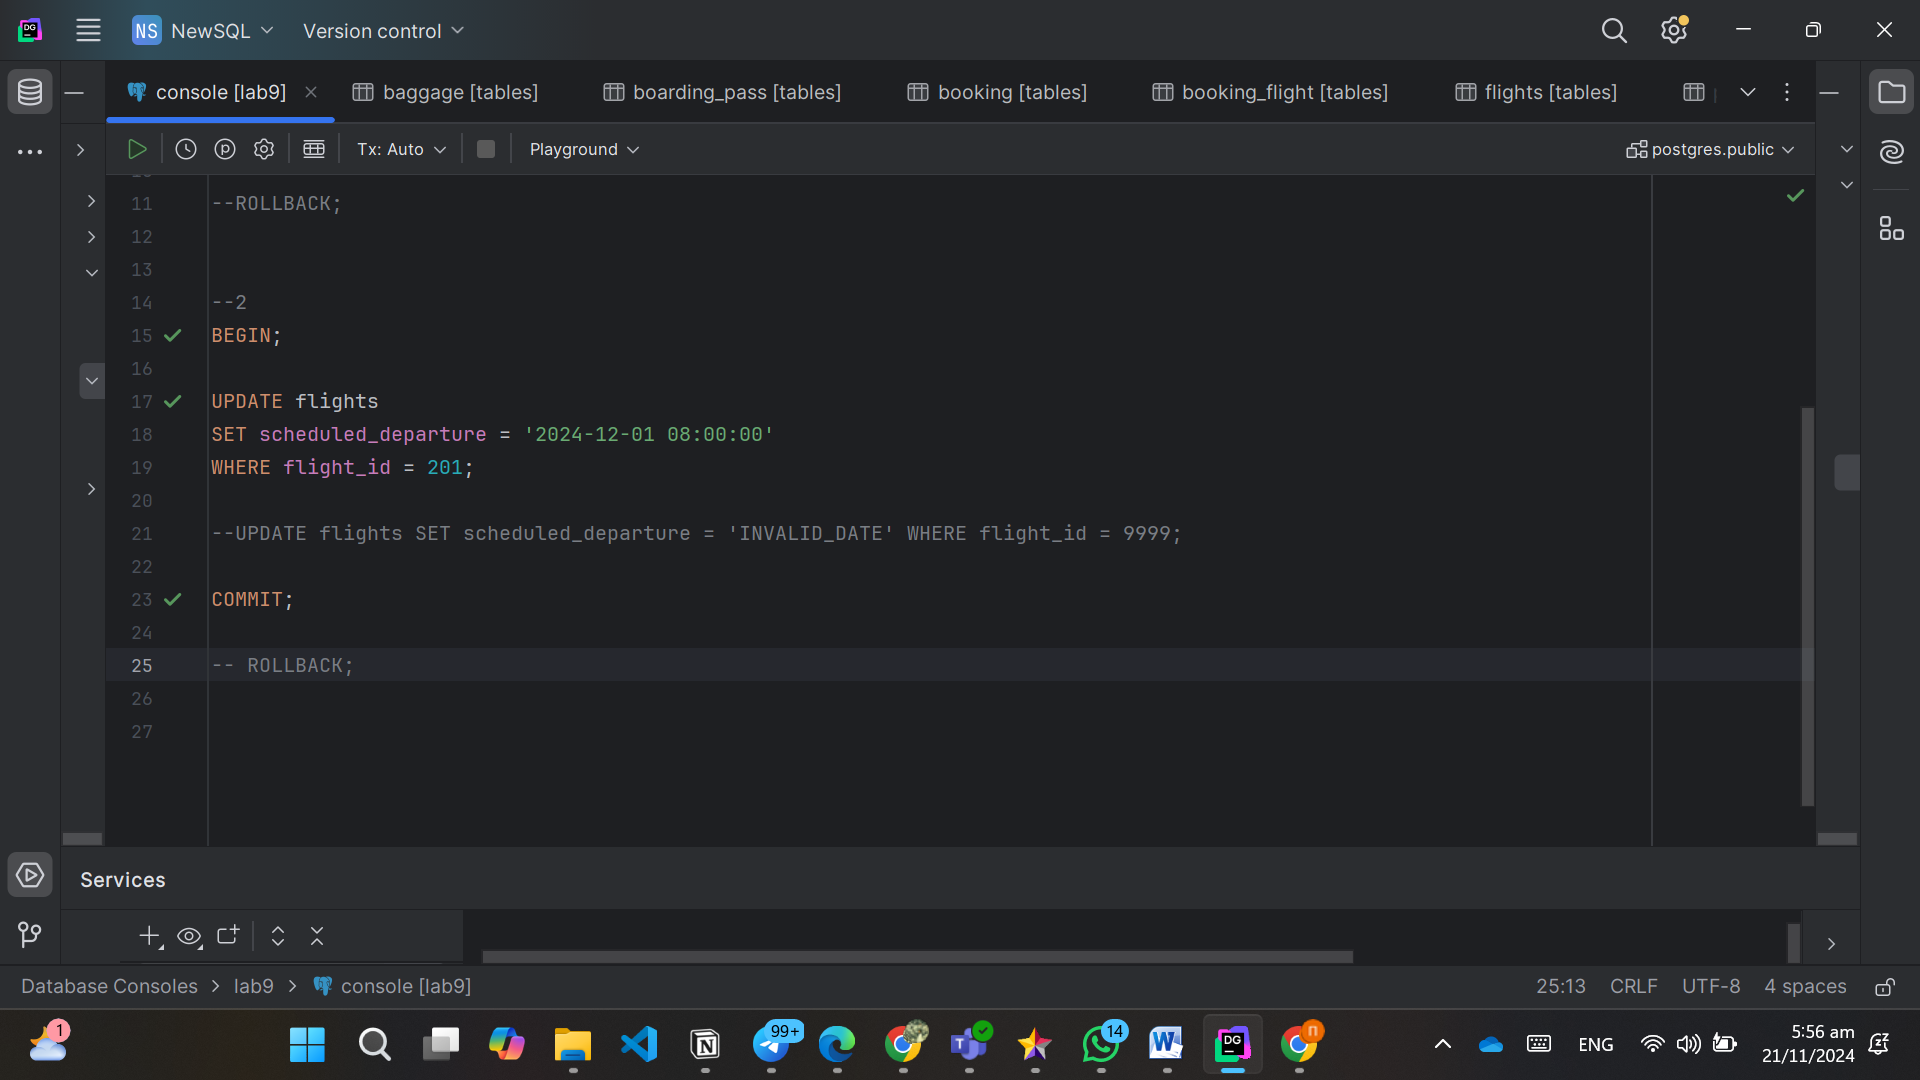 DG
NS NewSQL
Version control
console [lab9]
baggage [tables]
boarding_pass [tables]
booking [tables]
booking_flight [tables]
flights [tables]
Tx: Auto
Playground
postgres.public
11 --ROLLBACK;
12
13
14 --2
15 BEGIN;
16
17 UPDATE flights
18 SET scheduled_departure = '2024-12-01 08:00:00'
19 WHERE flight_id = 201;
20
21 --UPDATE flights SET scheduled_departure = 'INVALID_DATE' WHERE flight_id = 9999;
22
23 COMMIT;
24
25 -- ROLLBACK;
26
27
Services
Database Consoles > lab9 > console [lab9]
25:13 CRLF UTF-8 4 spaces
1
99+
14
DG
ENG
5:56 am
21/11/2024